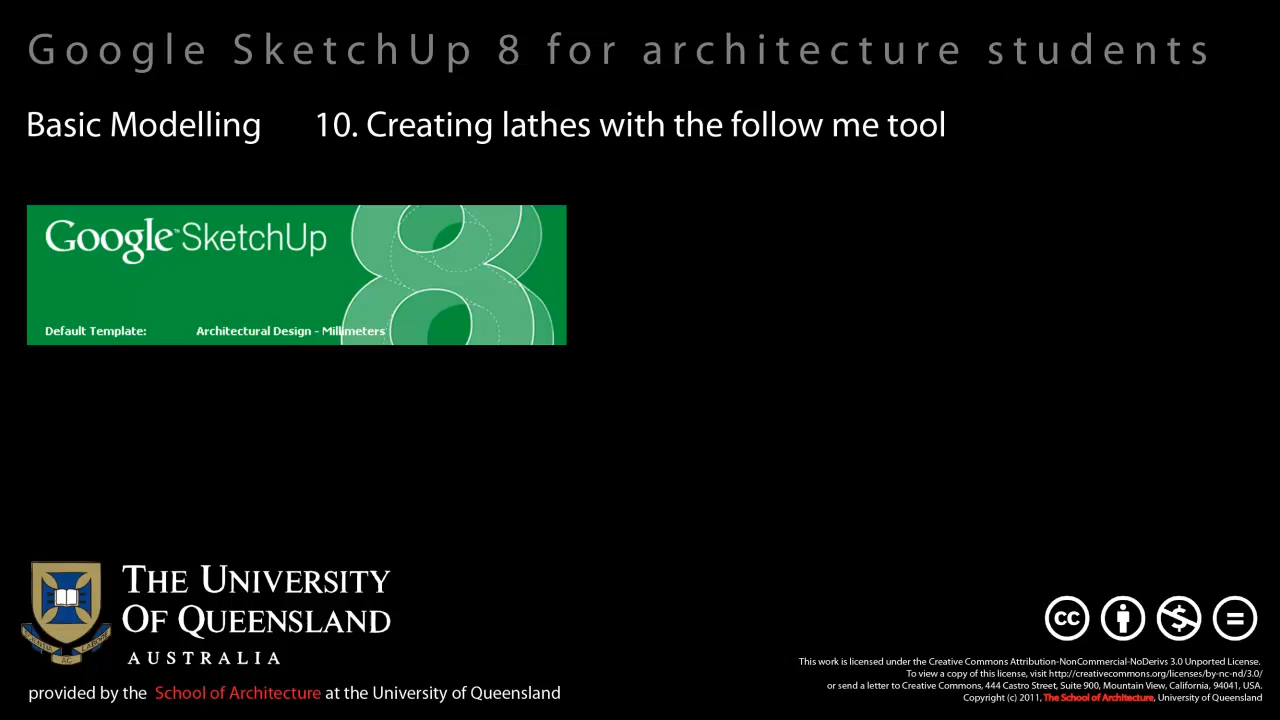 Google SketchUp 8 for architecture students
Basic Modelling 10. Creating lathes with the follow me tool
Google™ SketchUp
Default Template: Architectural Design - Millimeters
THE UNIVERSITY
OF QUEENSLAND
AUSTRALIA
provided by the School of Architecture at the University of Queensland
cc
This work is licensed under the Creative Commons Attribution-NonCommercial-NoDerivs 3.0 Unported License.
To view a copy of this license, visit http://creativecommons.org/licenses/by-nc-nd/3.0/
or send a letter to Creative Commons, 444 Castro Street, Suite 900, Mountain View, California, 94041, USA.
Copyright (c) 2011, The School of Architecture, University of Queensland